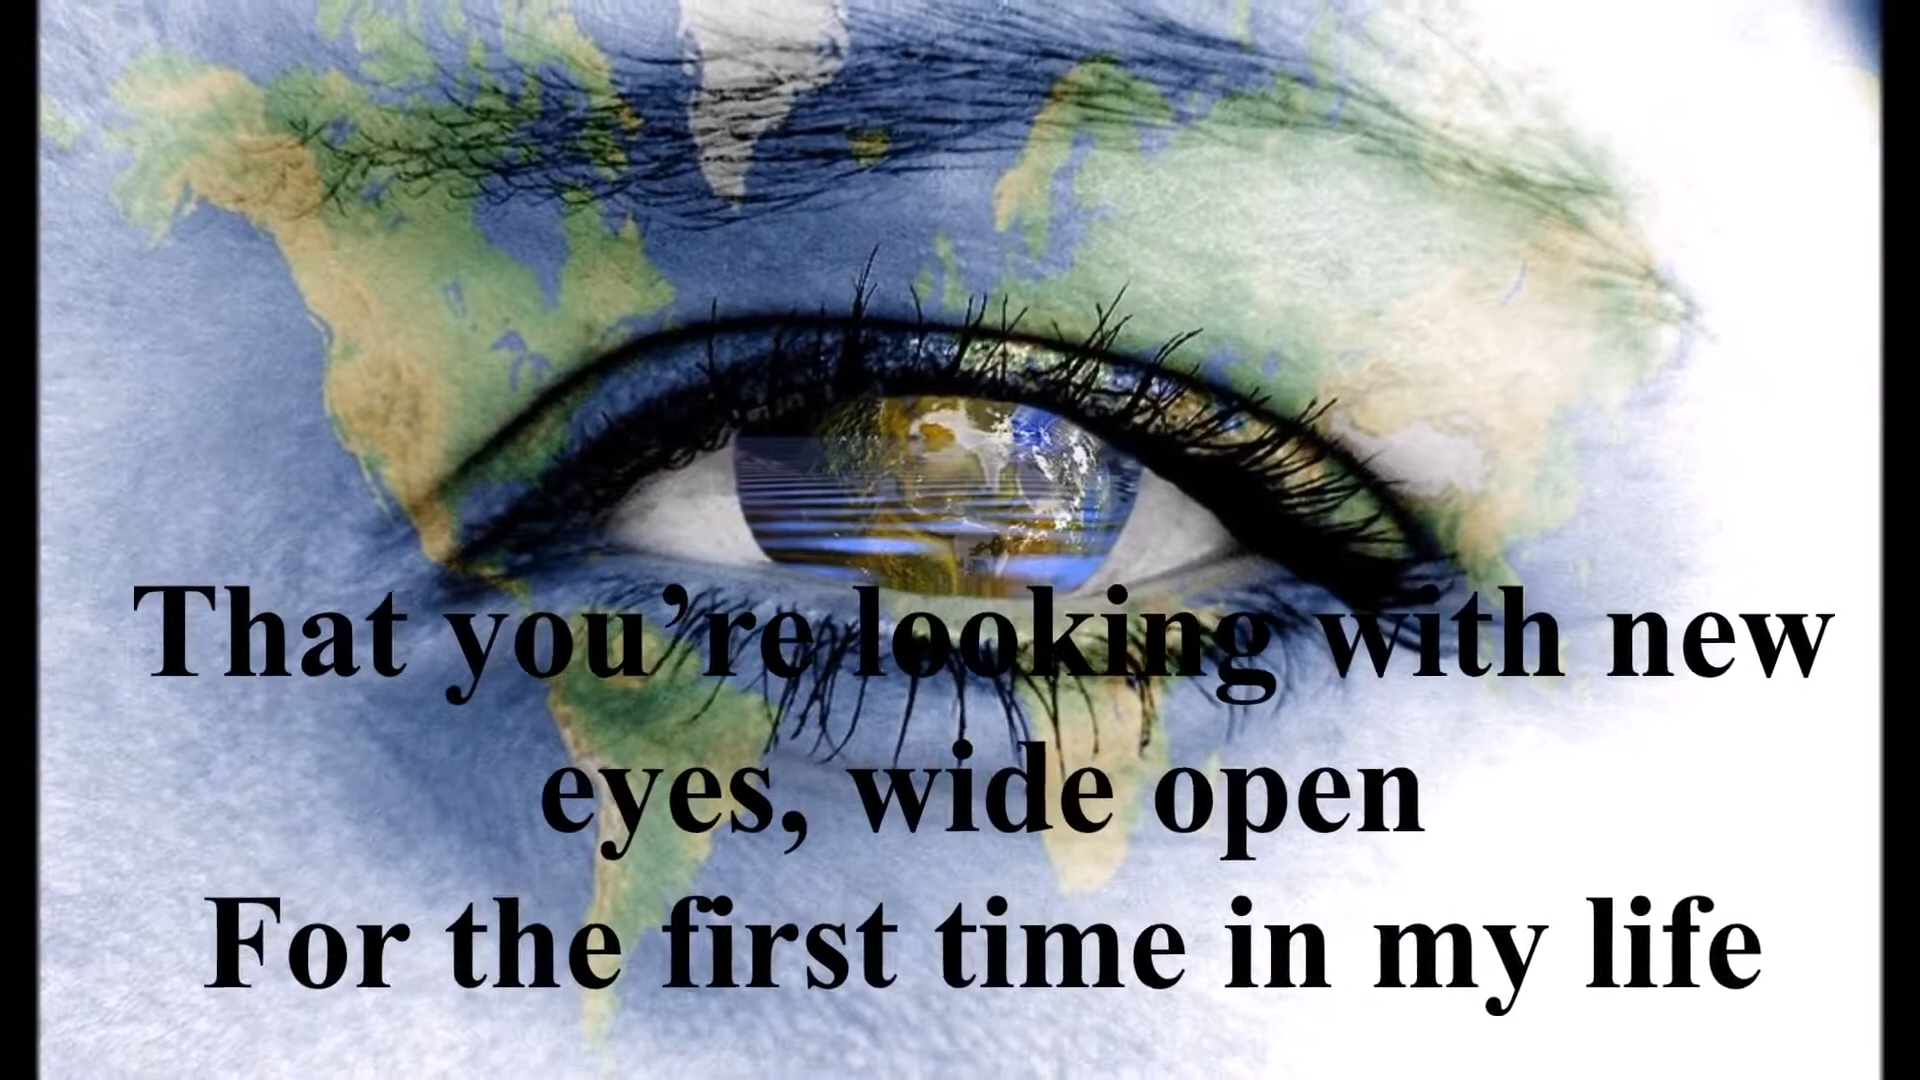 That you’re looking with new
eyes, wide open
For the first time in my life